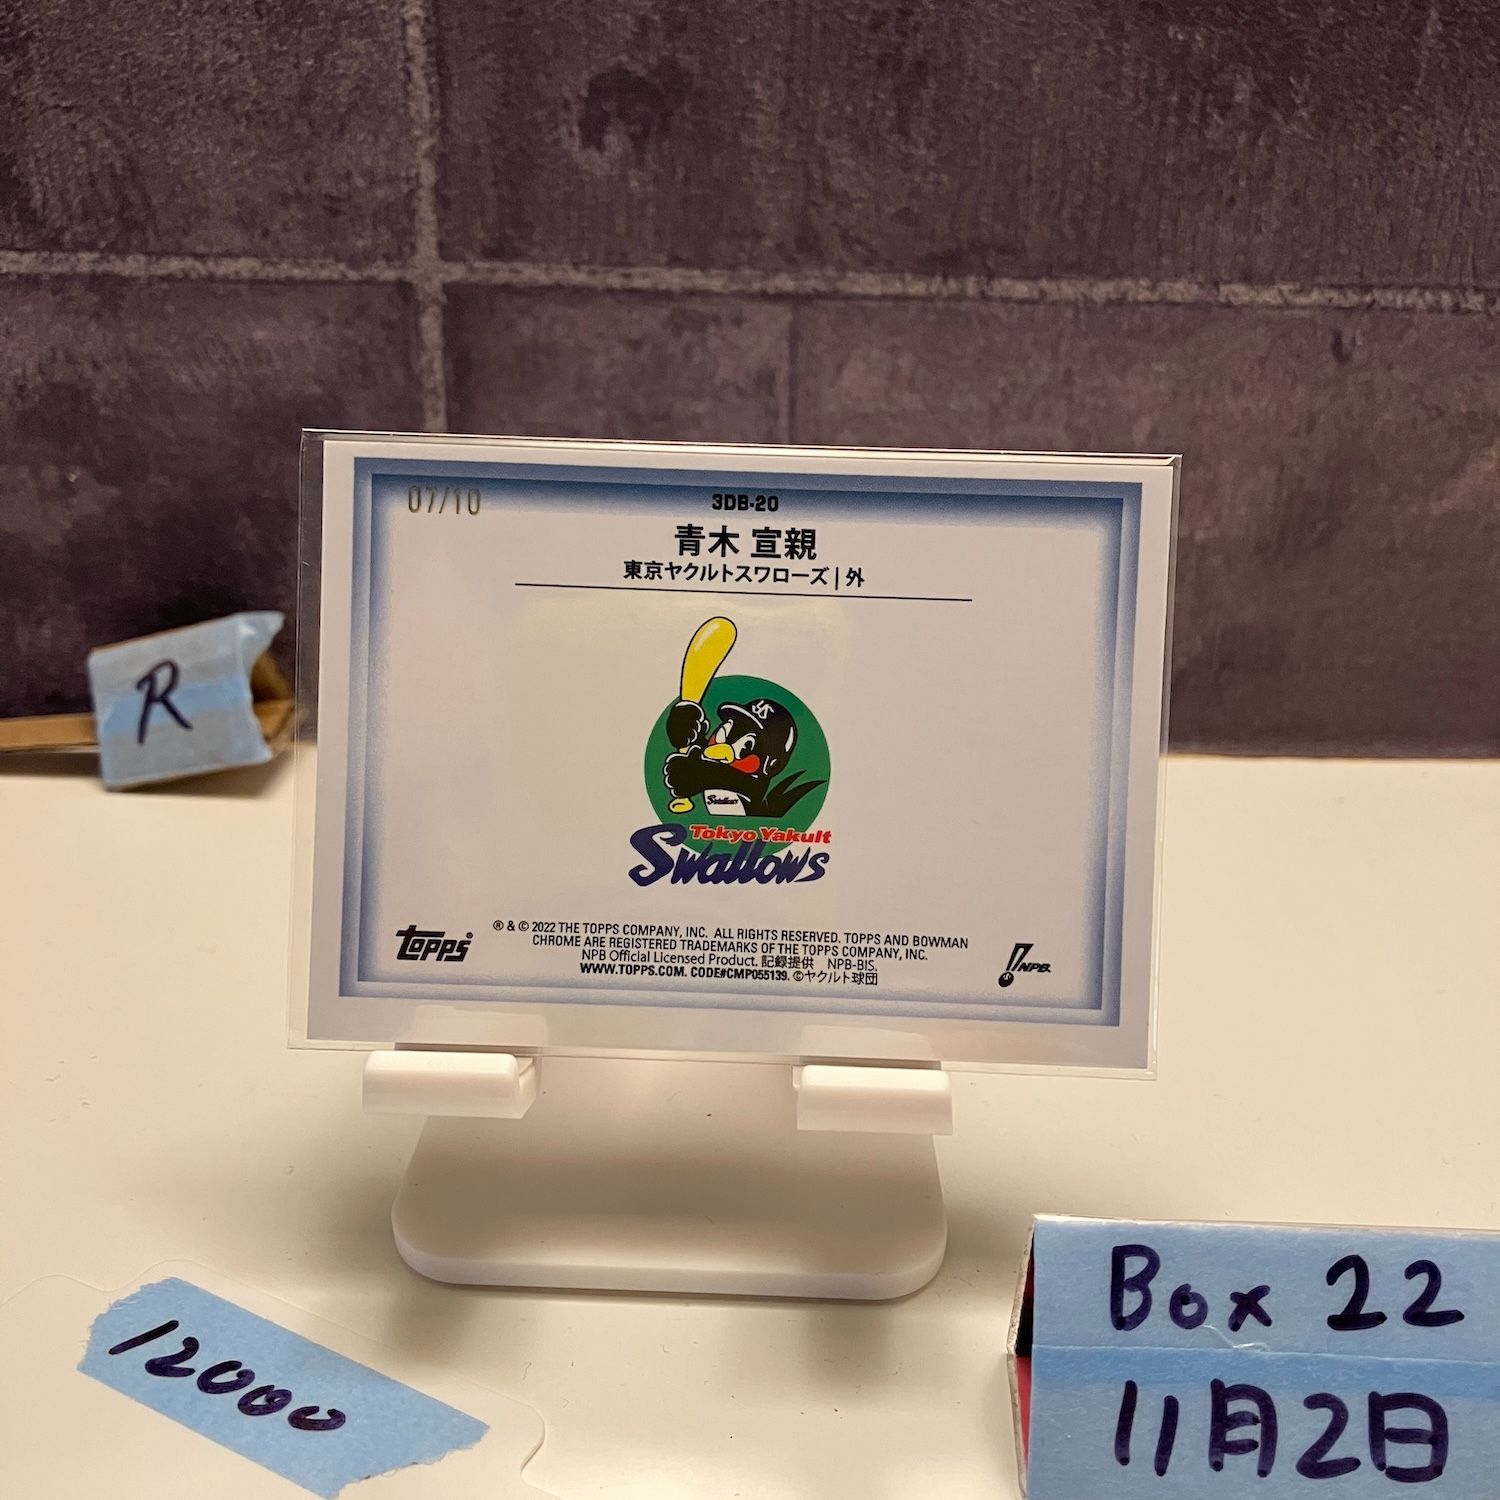 07/10
3DB-20
青木 宣親
東京ヤクルトスワローズ | 外
YS
Swallows
Tokyo Yakult
Swallows
topps®
® & © 2022 THE TOPPS COMPANY, INC. ALL RIGHTS RESERVED. TOPPS AND BOWMAN
CHROME ARE REGISTERED TRADEMARKS OF THE TOPPS COMPANY, INC.
NPB Official Licensed Product. 記録提供 NPB-BIS.
WWW.TOPPS.COM. CODE#CMP055139. ©ヤクルト球団
NPB.
R
12000
Box 22
11月2日